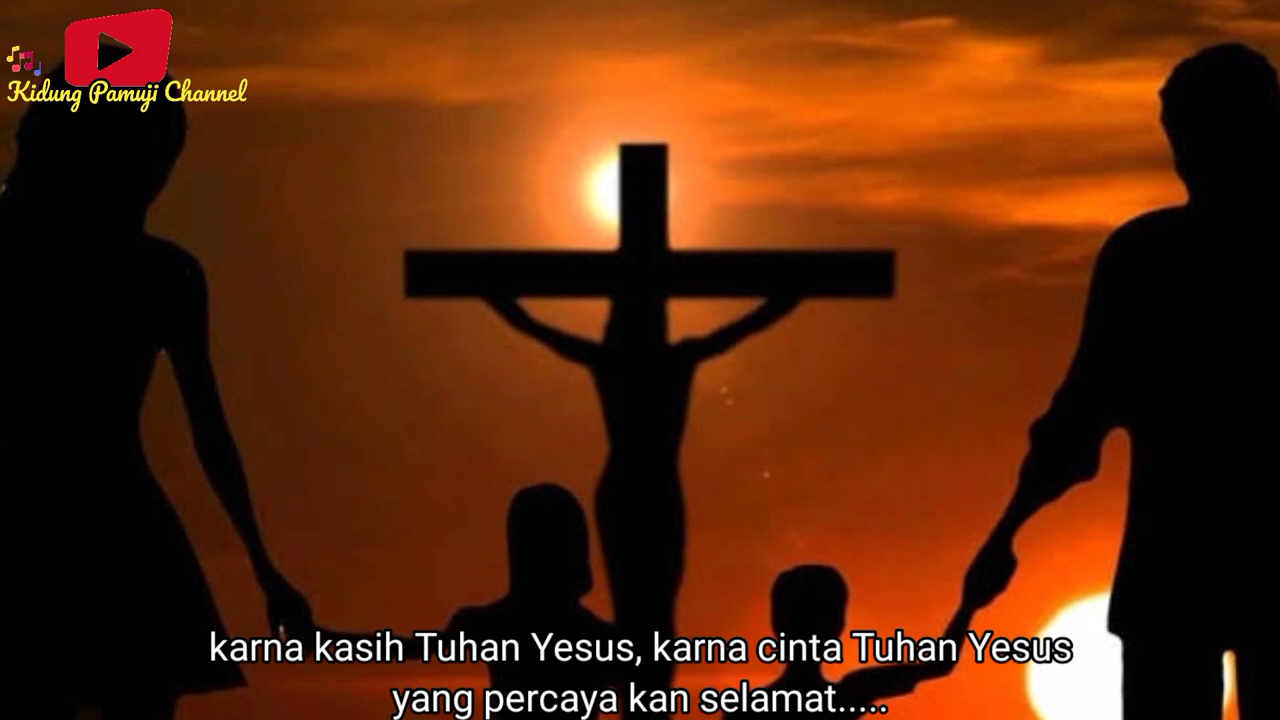 Kidung Pamuji Channel
karna kasih Tuhan Yesus, karna cinta Tuhan Yesus
yang percaya kan selamat.....